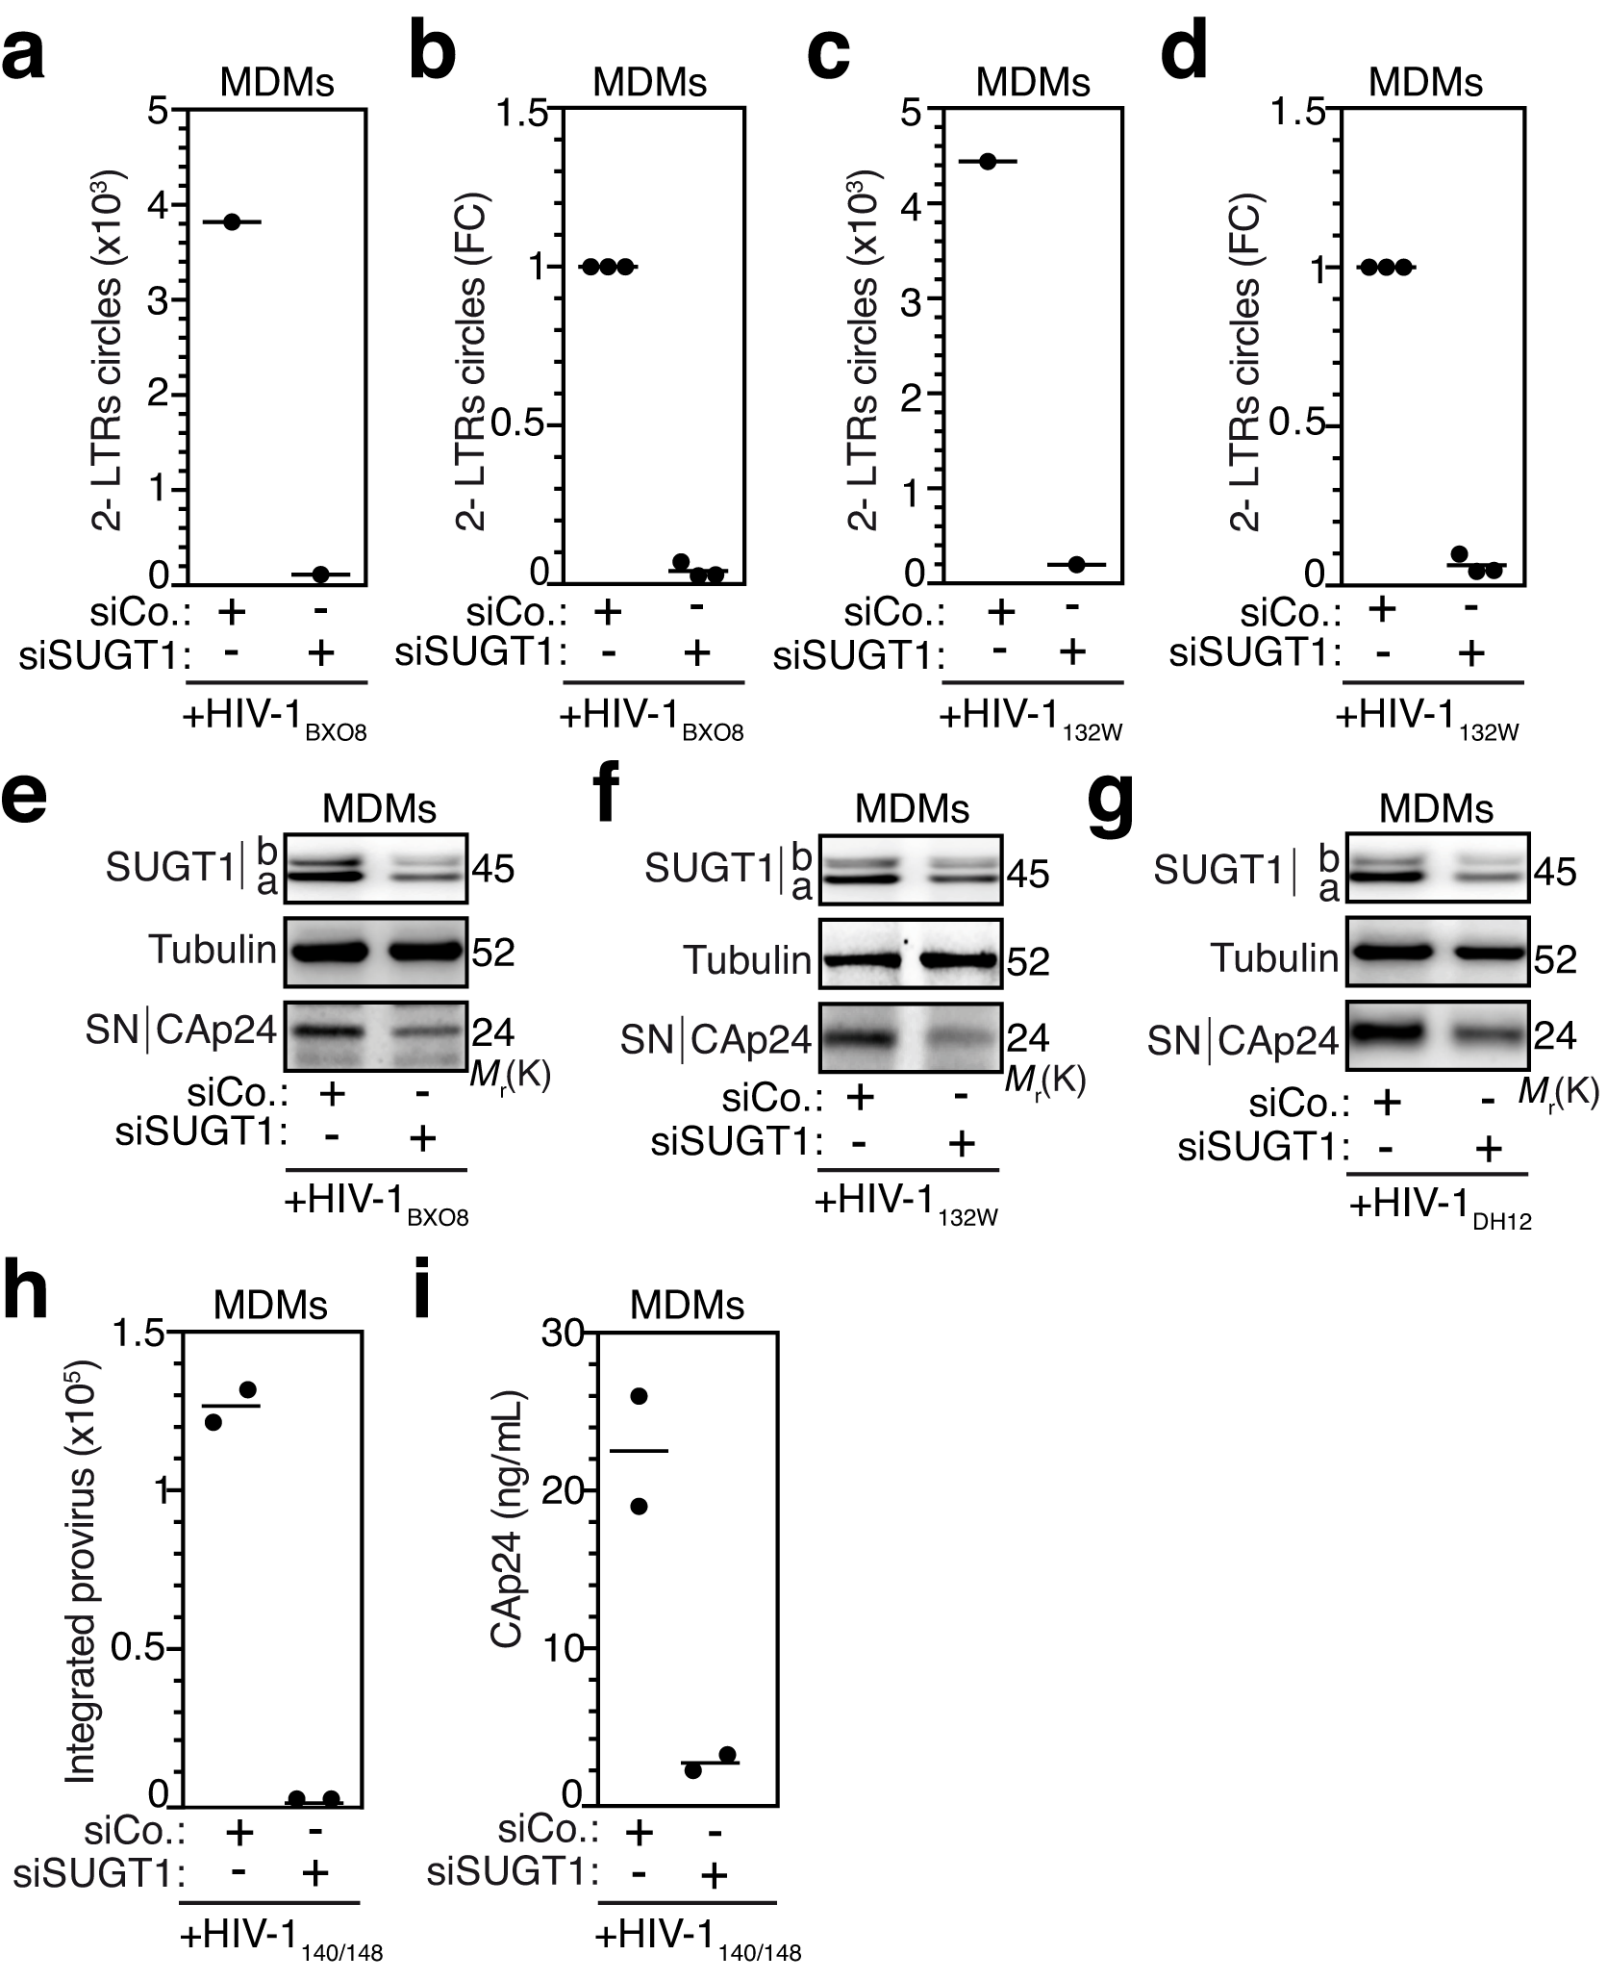 a
MDMs
2- LTRs circles (x10³)
5
4
3
2
1
0
siCo.: + -
siSUGT1: - +
+HIV-1BXO8
b
MDMs
2- LTRs circles (FC)
1.5
1
0.5
0
siCo.: + -
siSUGT1: - +
+HIV-1BXO8
c
MDMs
2- LTRs circles (x10³)
5
4
3
2
1
0
siCo.: + -
siSUGT1: - +
+HIV-1132W
d
MDMs
2- LTRs circles (FC)
1.5
1
0.5
0
siCo.: + -
siSUGT1: - +
+HIV-1132W
e
MDMs
SUGT1| b
a
45
Tubulin 52
SN|CAp24 24
Mr(K)
siCo.: + -
siSUGT1: - +
+HIV-1BXO8
f
MDMs
SUGT1| b
a
45
Tubulin 52
SN|CAp24 24
Mr(K)
siCo.: + -
siSUGT1: - +
+HIV-1132W
g
MDMs
SUGT1| b
a
45
Tubulin 52
SN|CAp24 24
Mr(K)
siCo.: + -
siSUGT1: - +
+HIV-1DH12
h
MDMs
Integrated provirus (x10⁵)
1.5
1
0.5
0
siCo.: + -
siSUGT1: - +
+HIV-1140/148
i
MDMs
CAp24 (ng/mL)
30
20
10
0
siCo.: + -
siSUGT1: - +
+HIV-1140/148